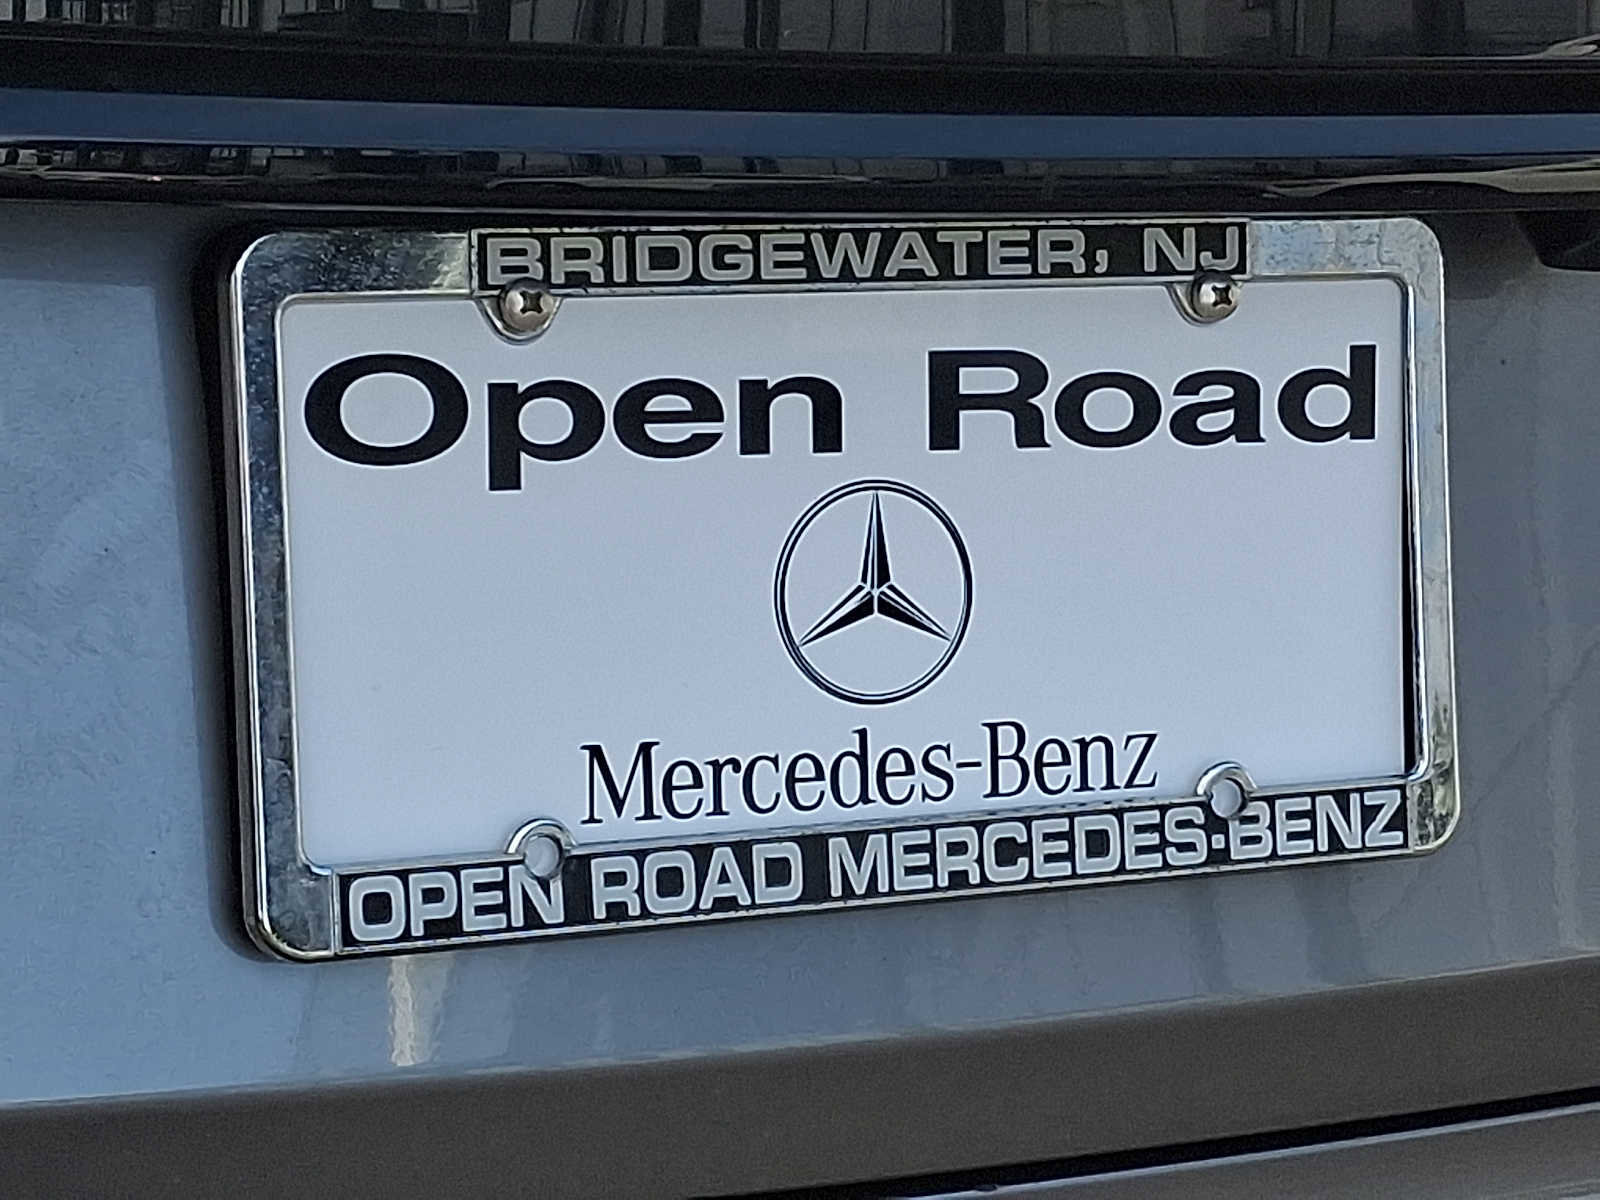 BRIDGEWATER, NJ
Open Road
Mercedes-Benz
OPEN ROAD MERCEDES-BENZ